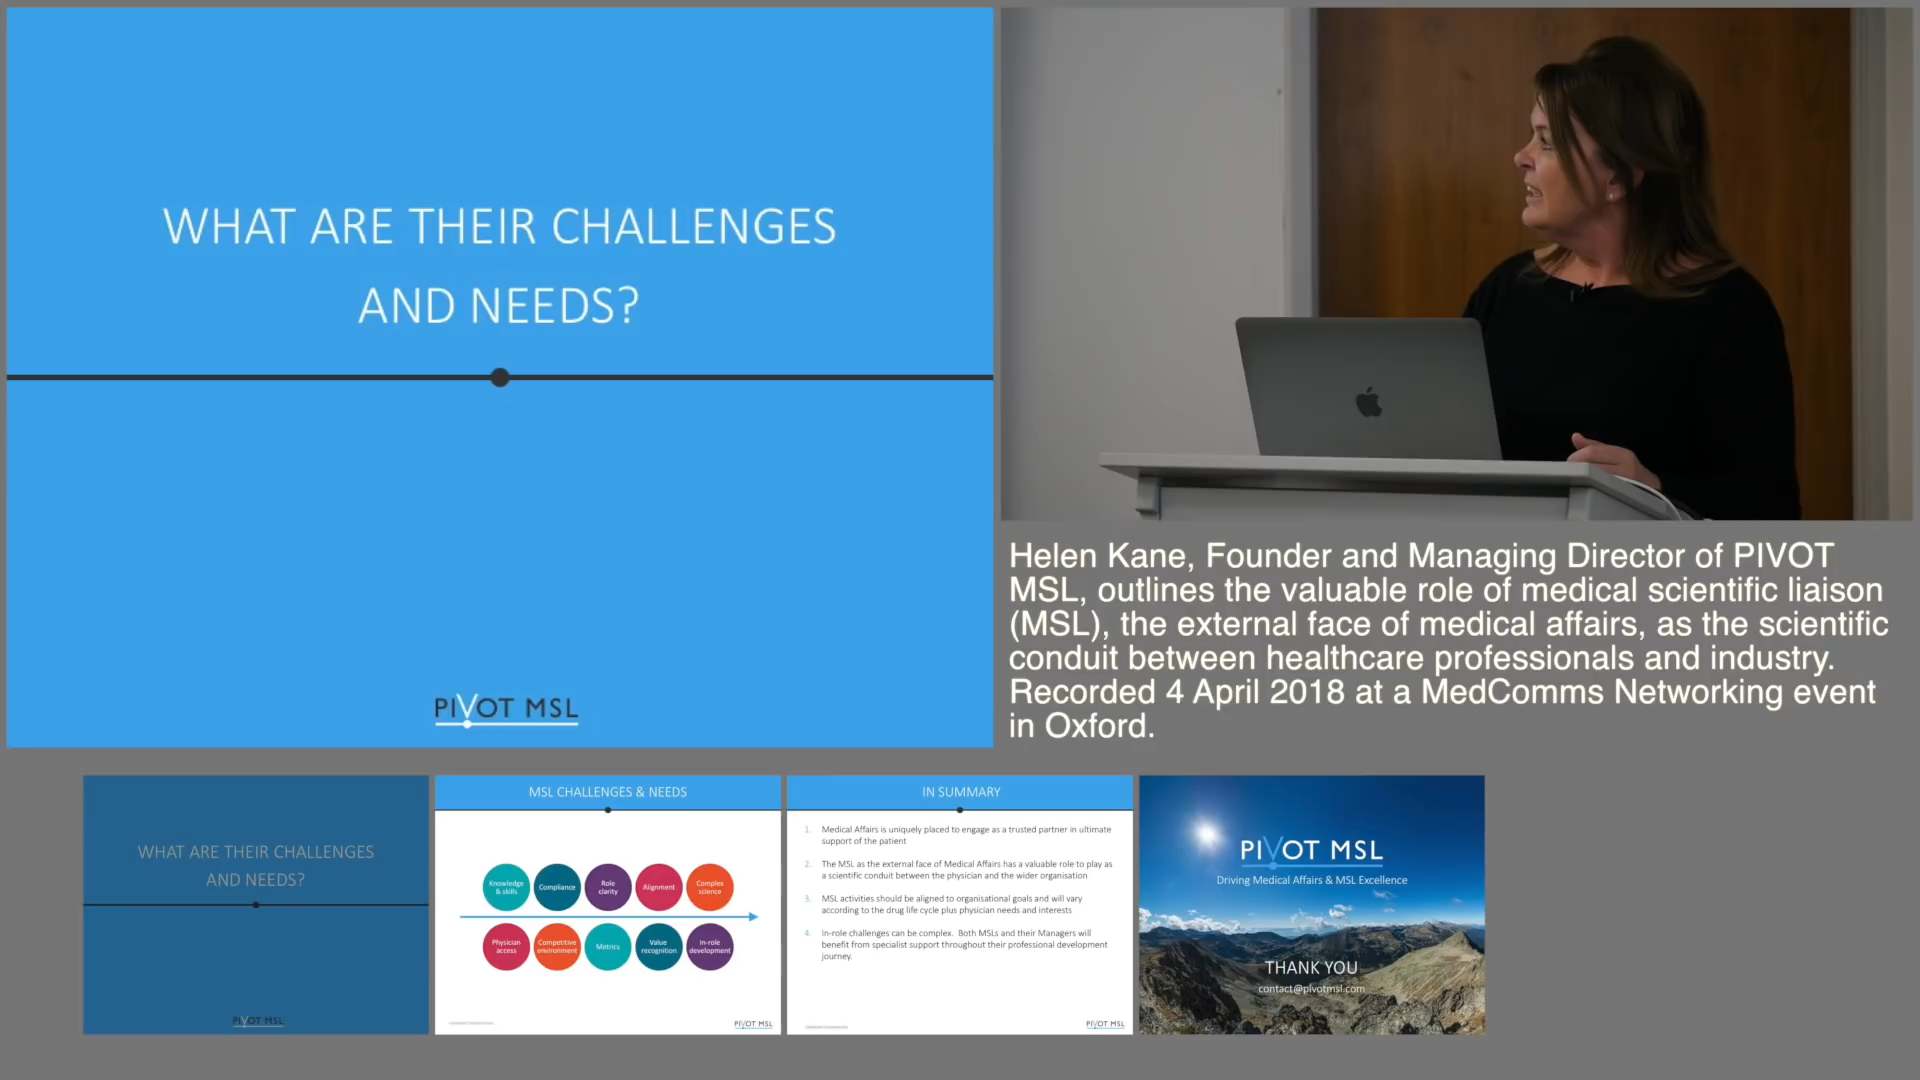 WHAT ARE THEIR CHALLENGES
AND NEEDS?
PIVOT MSL
Helen Kane, Founder and Managing Director of PIVOT
MSL, outlines the valuable role of medical scientific liaison
(MSL), the external face of medical affairs, as the scientific
conduit between healthcare professionals and industry.
Recorded 4 April 2018 at a MedComms Networking event
in Oxford.
WHAT ARE THEIR CHALLENGES
AND NEEDS?
PIVOT MSL
MSL CHALLENGES & NEEDS
Knowledge
& skills
Compliance
Role
clarity
Alignment
Complex
science
Physician
access
Competitive
environment
Metrics
Value
recognition
In-role
development
PIVOT MSL
IN SUMMARY
1. Medical Affairs is uniquely placed to engage as a trusted partner in ultimate
support of the patient
2. The MSL as the external face of Medical Affairs has a valuable role to play as
a scientific conduit between the physician and the wider organisation
3. MSL activities should be aligned to organisational goals and will vary
according to the drug life cycle plus physician needs and interests
4. In-role challenges can be complex. Both MSLs and their Managers will
benefit from specialist support throughout their professional development
journey.
PIVOT MSL
PIVOT MSL
Driving Medical Affairs & MSL Excellence
THANK YOU
contact@pivotmsl.com